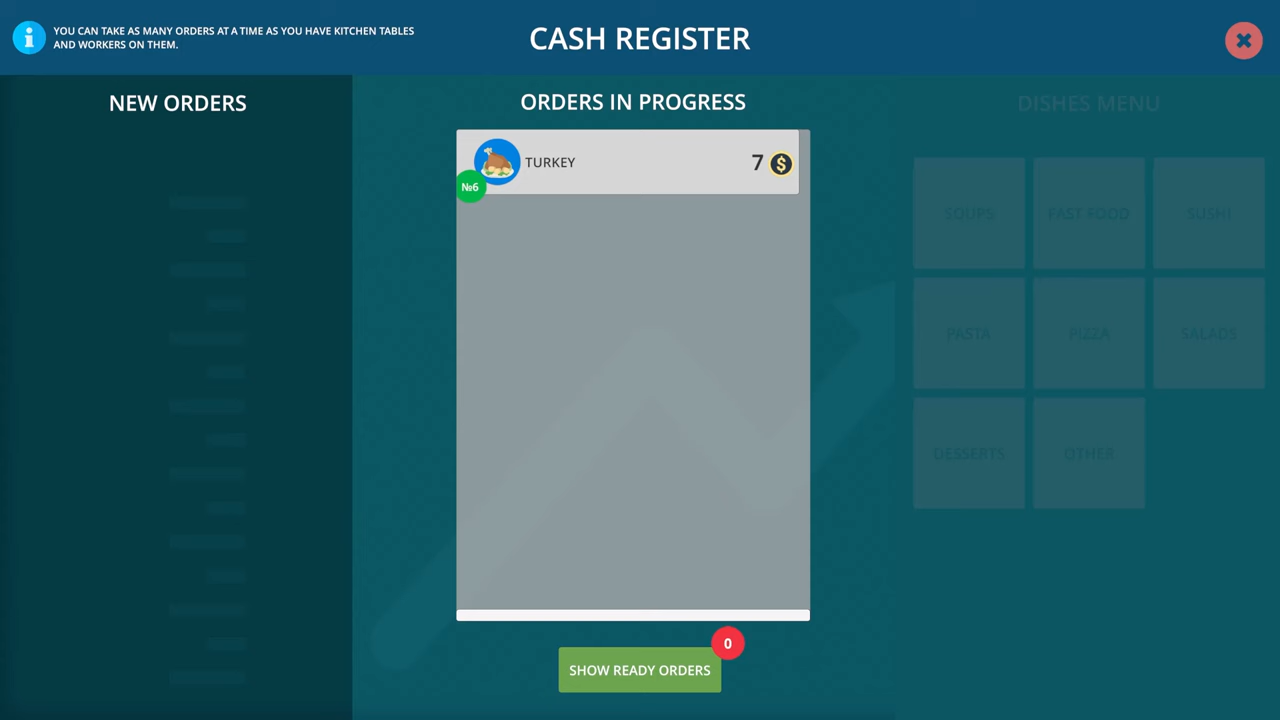 YOU CAN TAKE AS MANY ORDERS AT A TIME AS YOU HAVE KITCHEN TABLES
AND WORKERS ON THEM.
CASH REGISTER
NEW ORDERS
ORDERS IN PROGRESS
DISHES MENU
TURKEY
7
№6
SOUPS
FAST FOOD
SUSHI
PASTA
PIZZA
SALADS
DESSERTS
OTHER
0
SHOW READY ORDERS